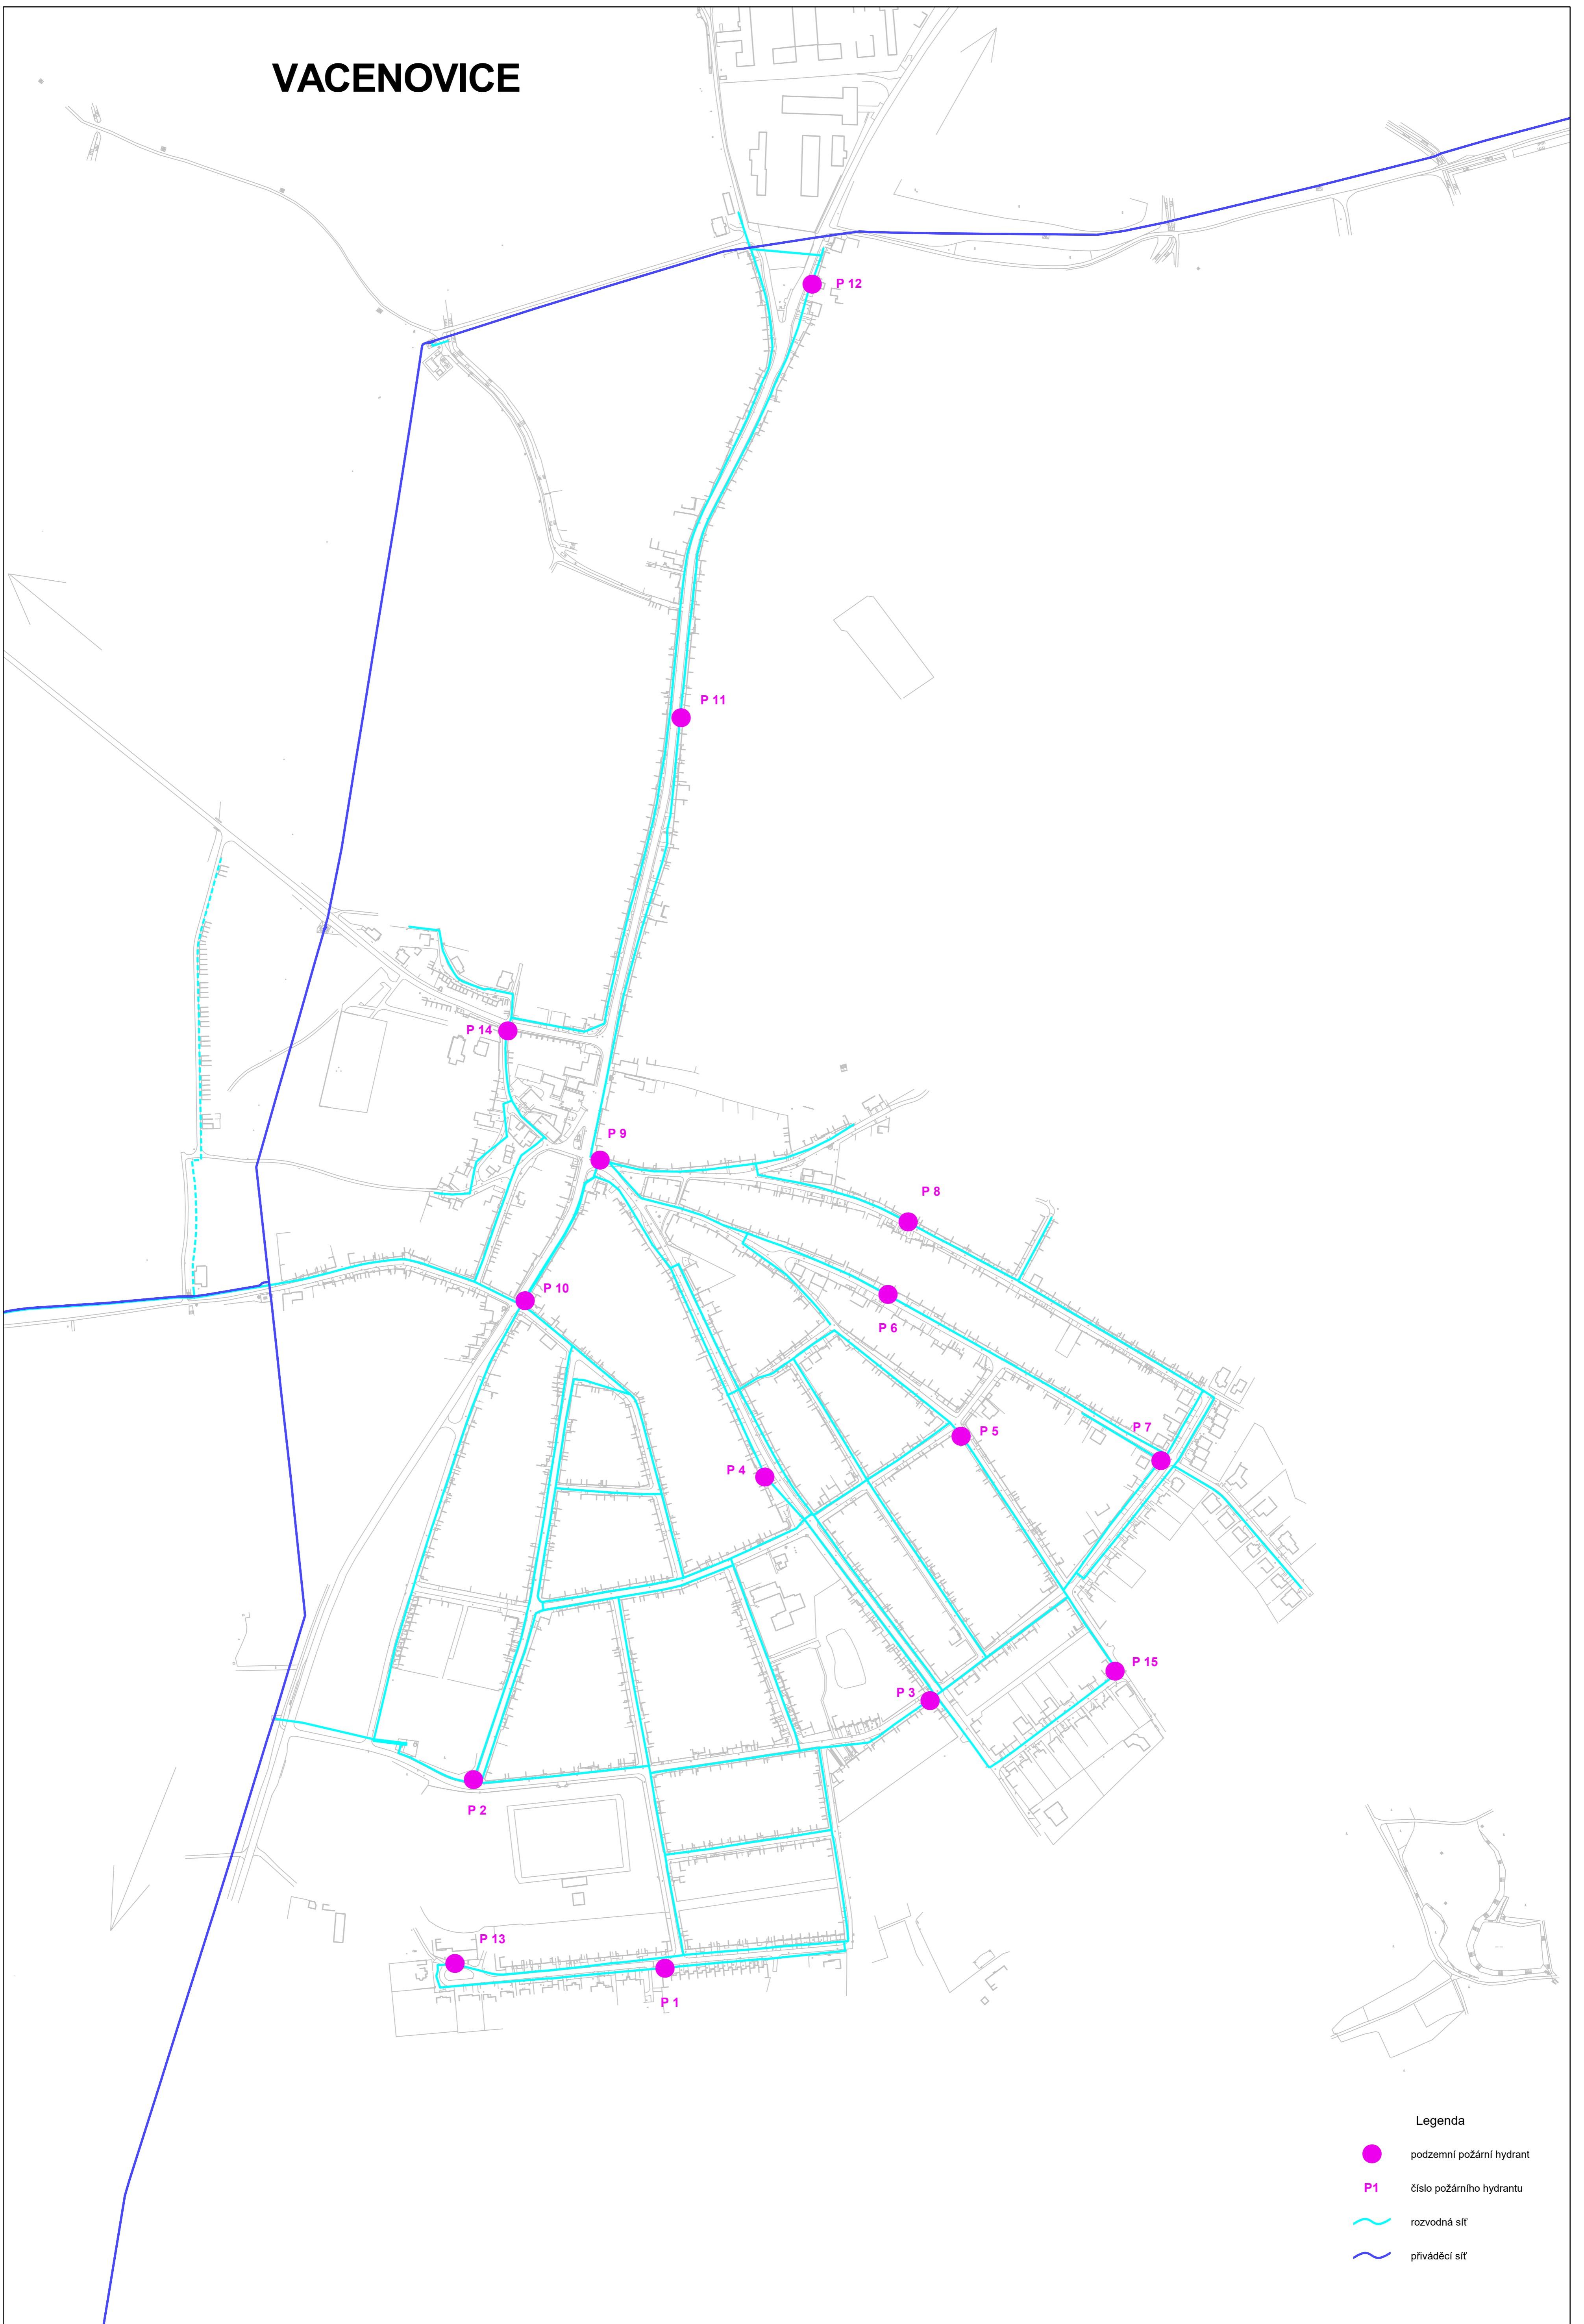 VACENOVICE
P 12
P 11
P 14
P 9
P 8
P 10
P 6
P 7
P 5
P 4
P 15
P 3
P 2
P 13
P 1
Legenda
podzemní požární hydrant
P1 číslo požárního hydrantu
rozvodná síť
přiváděcí síť